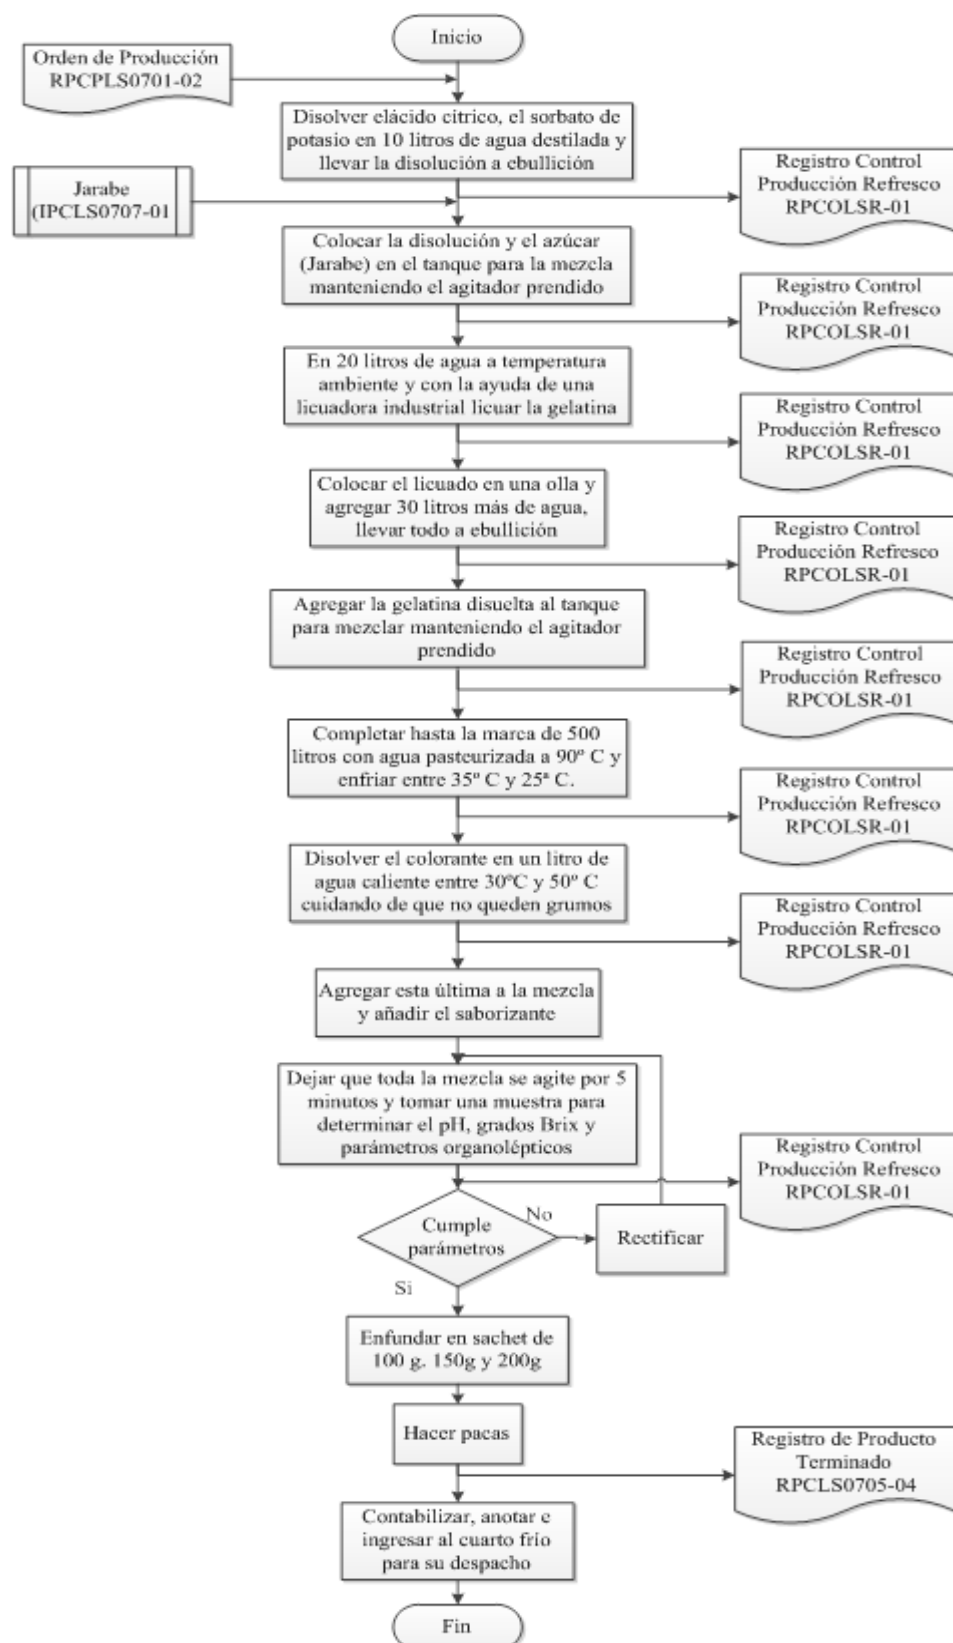 Inicio
Orden de Producción
RPCPLS0701-02
Disolver elácido cítrico, el sorbato de
potasio en 10 litros de agua destilada y
llevar la disolución a ebullición
Registro Control
Producción Refresco
RPCOLSR-01
Jarabe
(IPCLS0707-01
Colocar la disolución y el azúcar
(Jarabe) en el tanque para la mezcla
manteniendo el agitador prendido
Registro Control
Producción Refresco
RPCOLSR-01
En 20 litros de agua a temperatura
ambiente y con la ayuda de una
licuadora industrial licuar la gelatina
Registro Control
Producción Refresco
RPCOLSR-01
Colocar el licuado en una olla y
agregar 30 litros más de agua,
llevar todo a ebullición
Registro Control
Producción Refresco
RPCOLSR-01
Agregar la gelatina disuelta al tanque
para mezclar manteniendo el agitador
prendido
Registro Control
Producción Refresco
RPCOLSR-01
Completar hasta la marca de 500
litros con agua pasteurizada a 90º C y
enfriar entre 35º C y 25ª C.
Registro Control
Producción Refresco
RPCOLSR-01
Disolver el colorante en un litro de
agua caliente entre 30ºC y 50º C
cuidando de que no queden grumos
Registro Control
Producción Refresco
RPCOLSR-01
Agregar esta última a la mezcla
y añadir el saborizante
Dejar que toda la mezcla se agite por 5
minutos y tomar una muestra para
determinar el pH, grados Brix y
parámetros organolépticos
Registro Control
Producción Refresco
RPCOLSR-01
Cumple
parámetros
No
Rectificar
Si
Enfundar en sachet de
100 g. 150g y 200g
Hacer pacas
Registro de Producto
Terminado
RPCLS0705-04
Contabilizar, anotar e
ingresar al cuarto frío
para su despacho
Fin